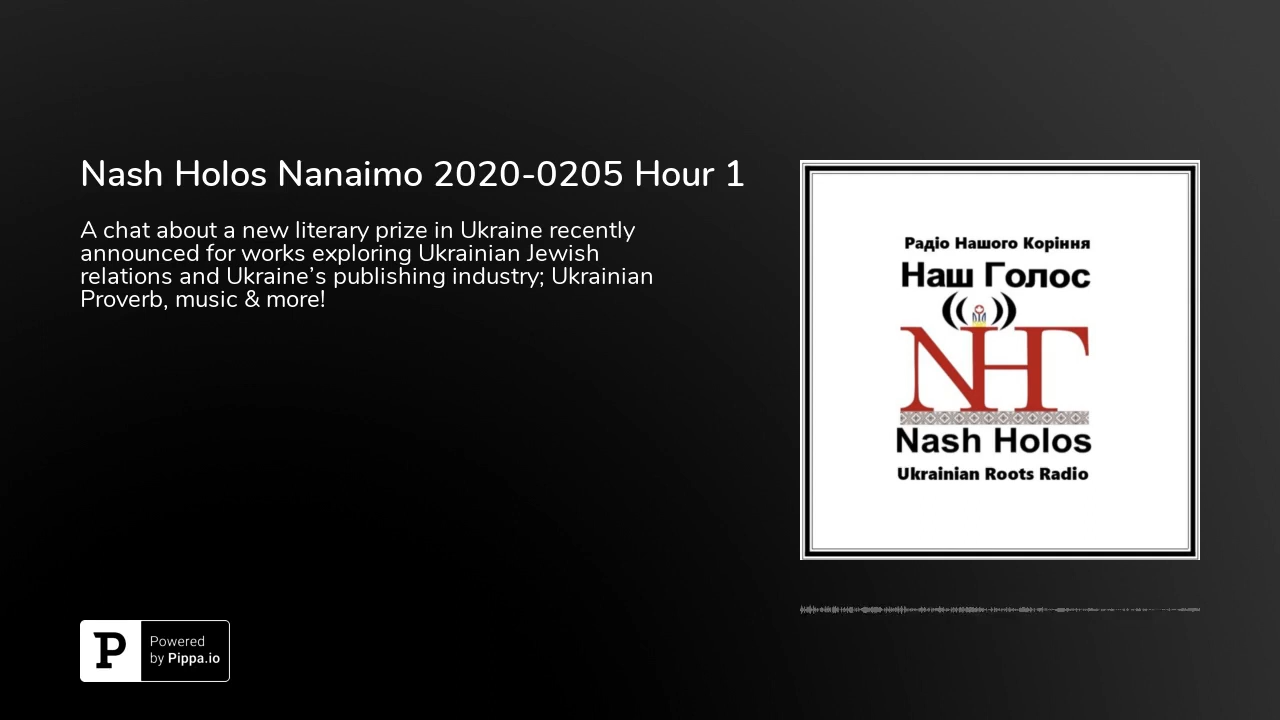 Nash Holos Nanaimo 2020-0205 Hour 1
A chat about a new literary prize in Ukraine recently
announced for works exploring Ukrainian Jewish
relations and Ukraine’s publishing industry; Ukrainian
Proverb, music & more!
Радіо Нашого Коріння
Наш Голос
NНГ
Nash Holos
Ukrainian Roots Radio
P
Powered
by Pippa.io